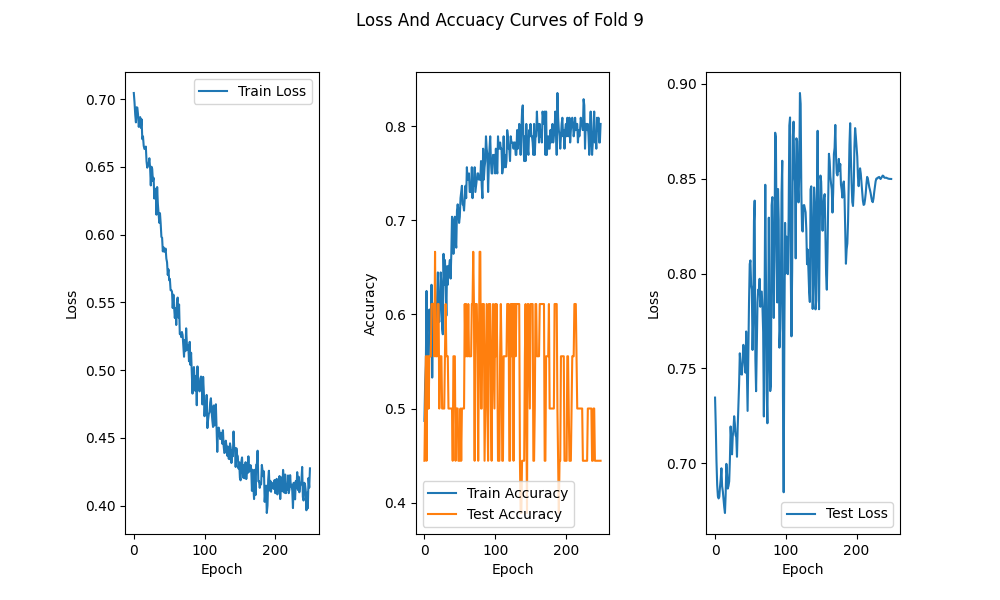 Loss And Accuacy Curves of Fold 9
Train Loss
0.70
0.65
0.60
0.55
0.50
0.45
0.40
Loss
0
100
200
Epoch
0.8
0.7
0.6
0.5
0.4
Accuracy
Train Accuracy
Test Accuracy
0
100
200
Epoch
0.90
0.85
0.80
0.75
0.70
Loss
Test Loss
0
100
200
Epoch